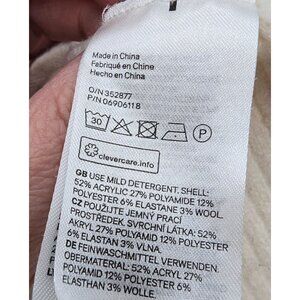 Made in China
Fabriqué en Chine
Hecho en China
O/N 352877
P/N 06906118
30
P
clevercare.info
GB USE MILD DETERGENT. SHELL:
52% ACRYLIC 27% POLYAMIDE 12%
POLYESTER 6% ELASTANE 3% WOOL.
CZ POUŽIJTE JEMNÝ PRACÍ
PROSTŘEDEK. SVRCHNÍ LÁTKA: 52%
AKRYL 27% POLYAMID 12% POLYESTER
6% ELASTAN 3% VLNA.
DE FEINWASCHMITTEL VERWENDEN.
OBERMATERIAL: 52% ACRYL 27%
POLYAMID 12% POLYESTER 6%
ELASTHAN 3% WOLLE.